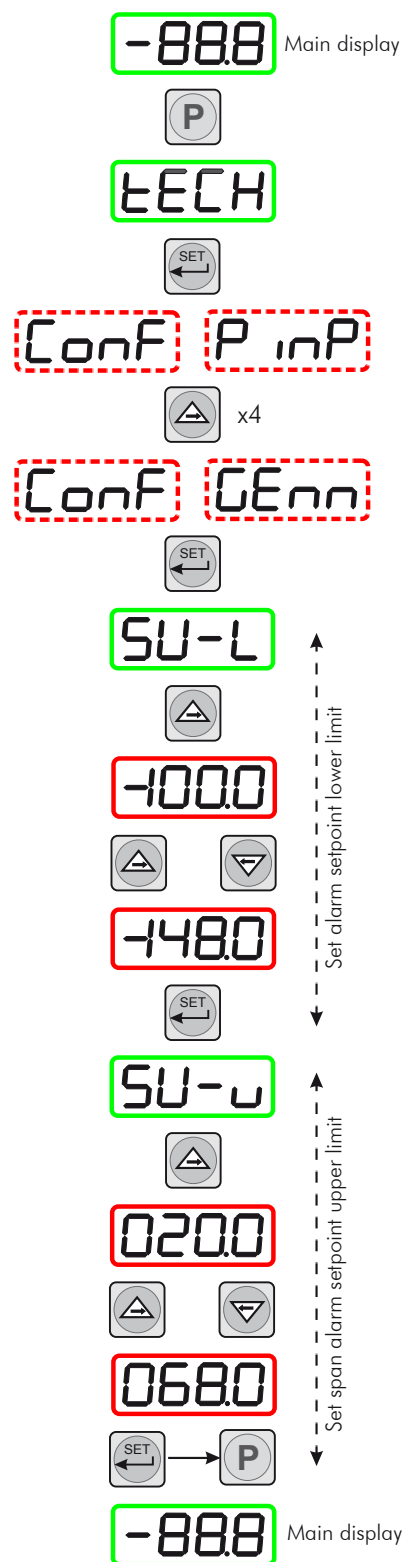 -88.8 Main display
P
tECH
SET
ConF P inP
x4
ConF GEnn
SET
SU-L
-100.0
-148.0
SET
Set alarm setpoint lower limit
SU-u
020.0
068.0
SET P
Set span alarm setpoint upper limit
-88.8 Main display